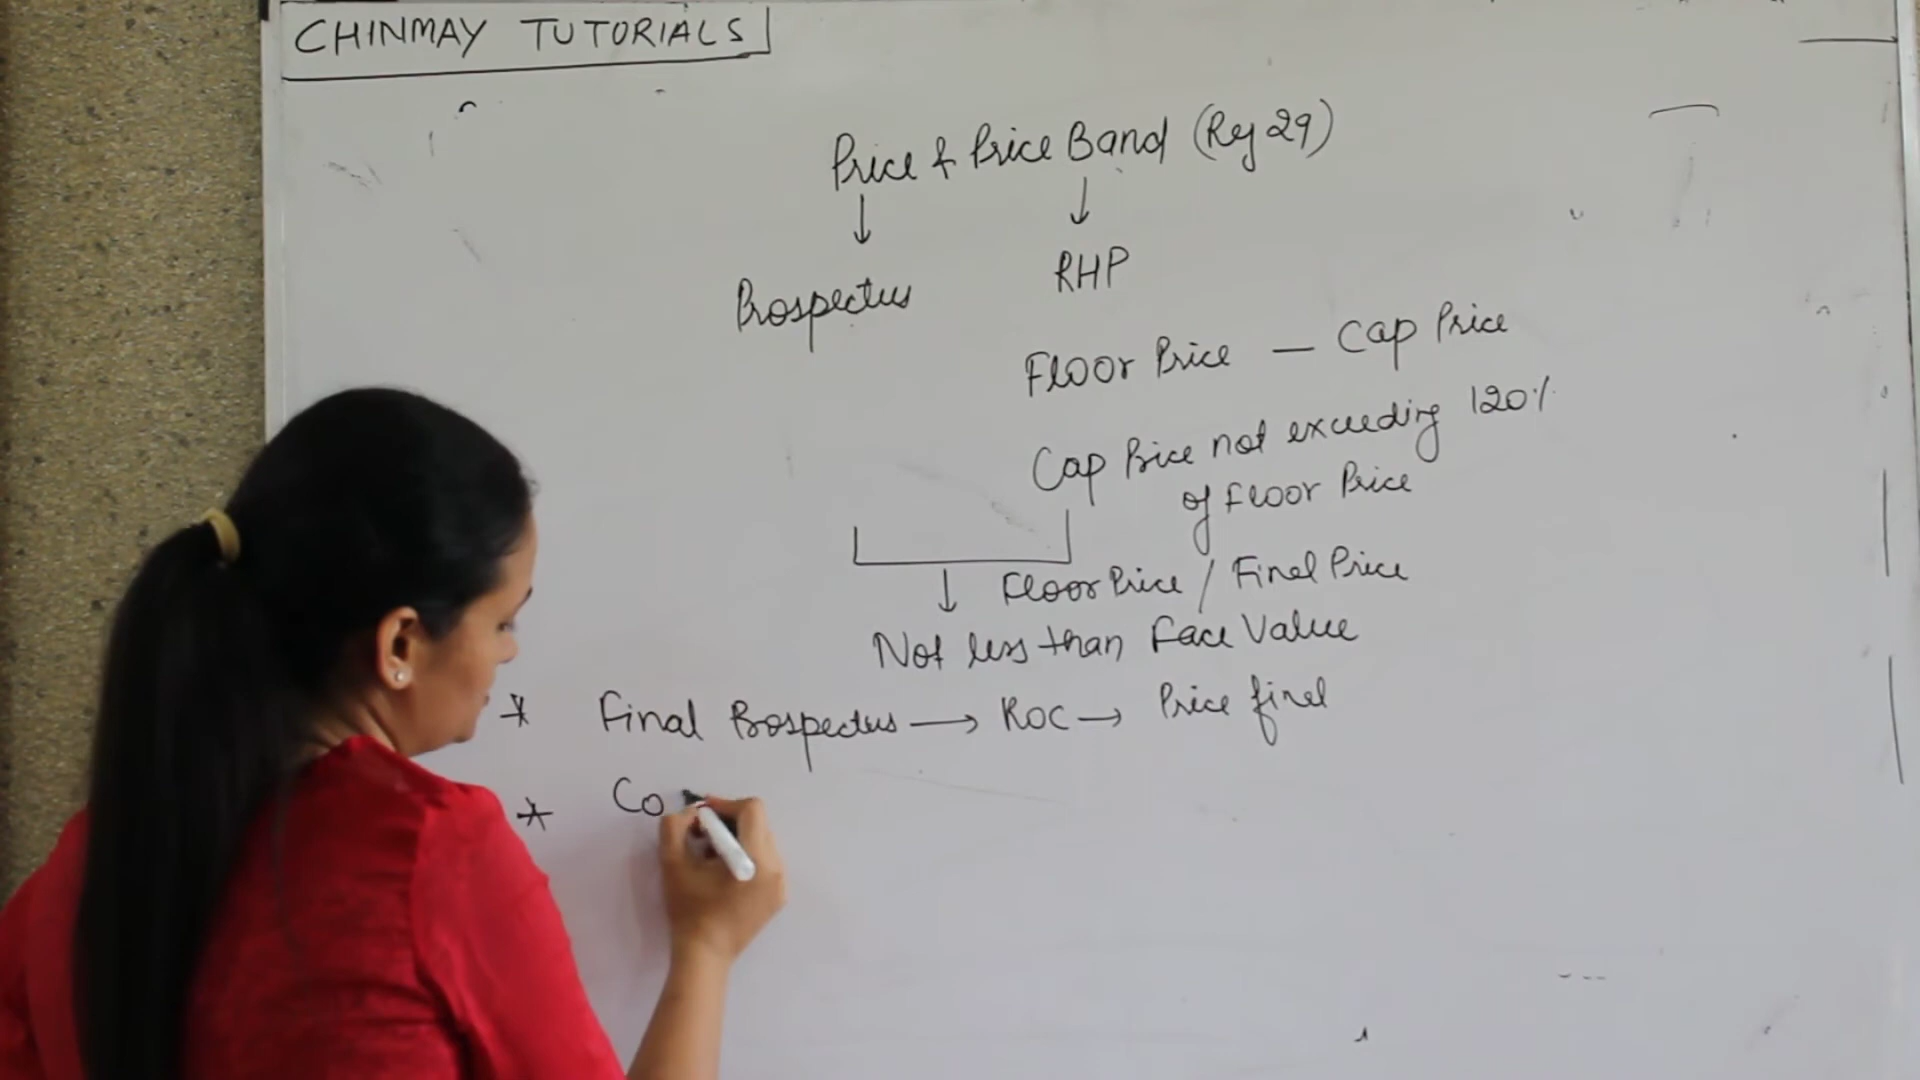 CHINMAY TUTORIALS
Price & Price Band (Reg 29)
↓ ↓
Prospectus RHP
Floor Price — Cap Price
Cap Price not exceeding 120%
of Floor Price
↓ Floor Price / Final Price
Not less than Face Value
* Final Prospectus → ROC → Price final
* Co